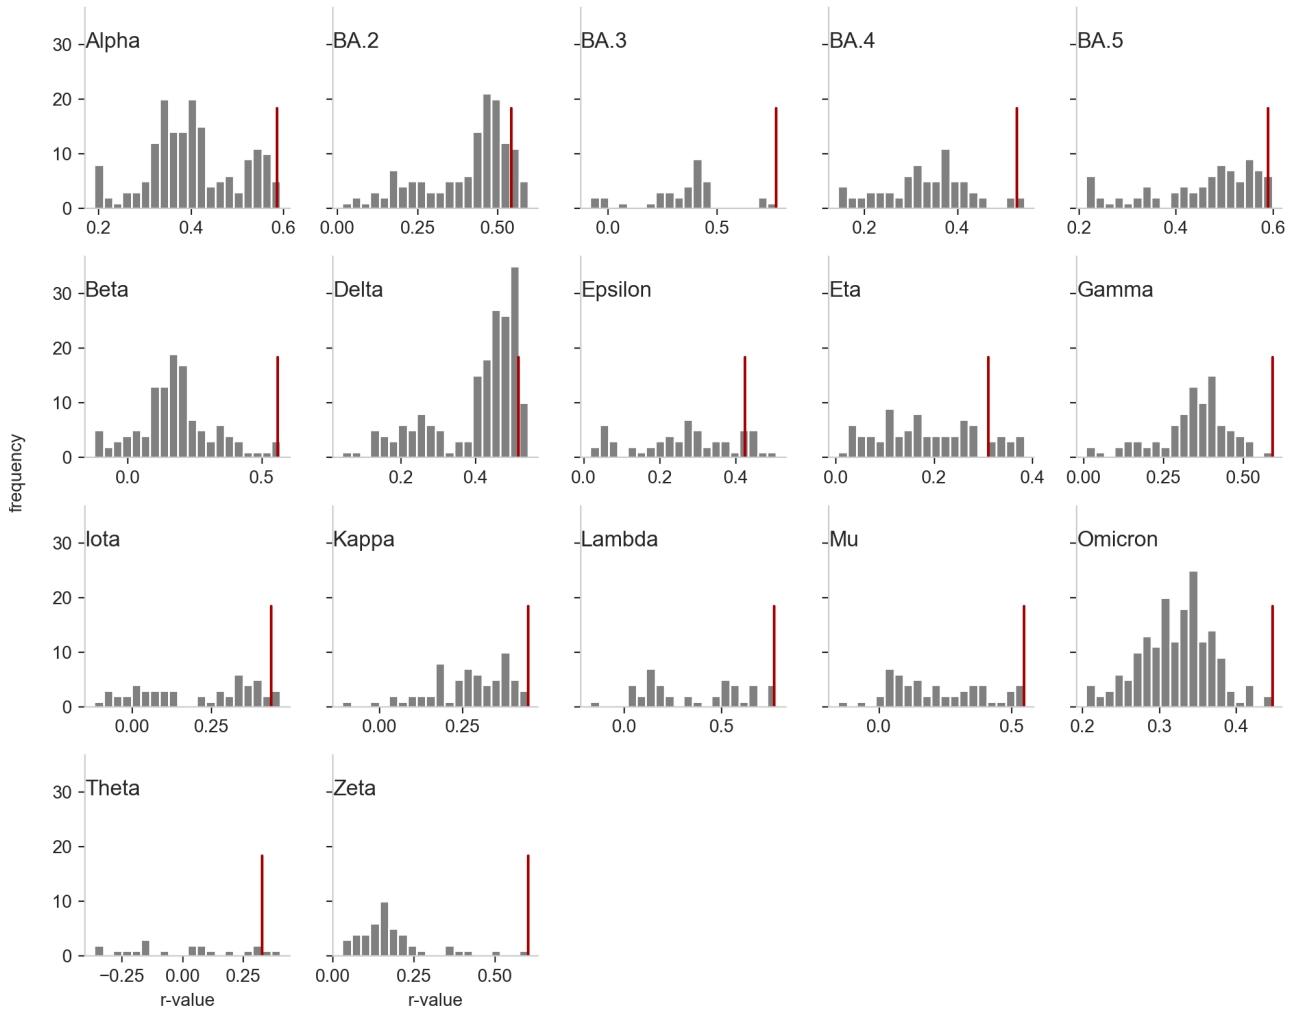 Alpha BA.2 BA.3 BA.4 BA.5
30
20
10
0
0.2 0.4 0.6 0.00 0.25 0.50 0.0 0.5 0.2 0.4 0.2 0.4 0.6
Beta Delta Epsilon Eta Gamma
30
20
10
0
0.0 0.5 0.2 0.4 0.0 0.2 0.4 0.0 0.2 0.4 0.00 0.25 0.50
frequency
Iota Kappa Lambda Mu Omicron
30
20
10
0
0.00 0.25 0.00 0.25 0.0 0.5 0.0 0.5 0.2 0.3 0.4
Theta Zeta
30
20
10
0
−0.25 0.00 0.25 0.00 0.25 0.50
r-value r-value